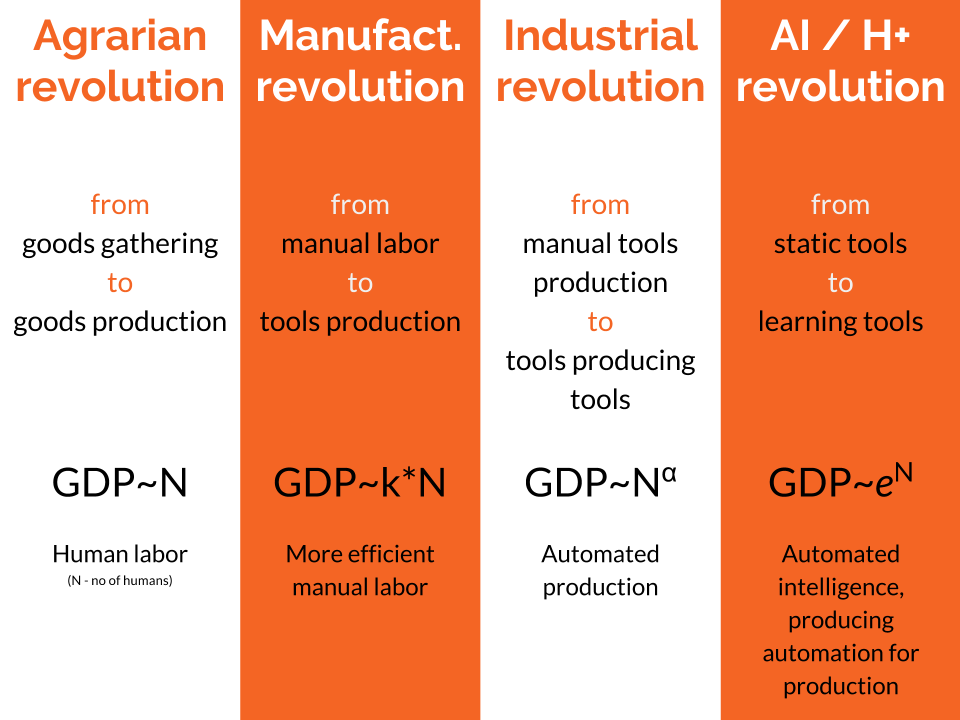 Agrarian
revolution
from
goods gathering
to
goods production
GDP~N
Human labor
(N - no of humans)
Manufact.
revolution
from
manual labor
to
tools production
GDP~k*N
More efficient
manual labor
Industrial
revolution
from
manual tools
production
to
tools producing
tools
GDP~Nᵅ
Automated
production
AI / H+
revolution
from
static tools
to
learning tools
GDP~eᴺ
Automated
intelligence,
producing
automation for
production